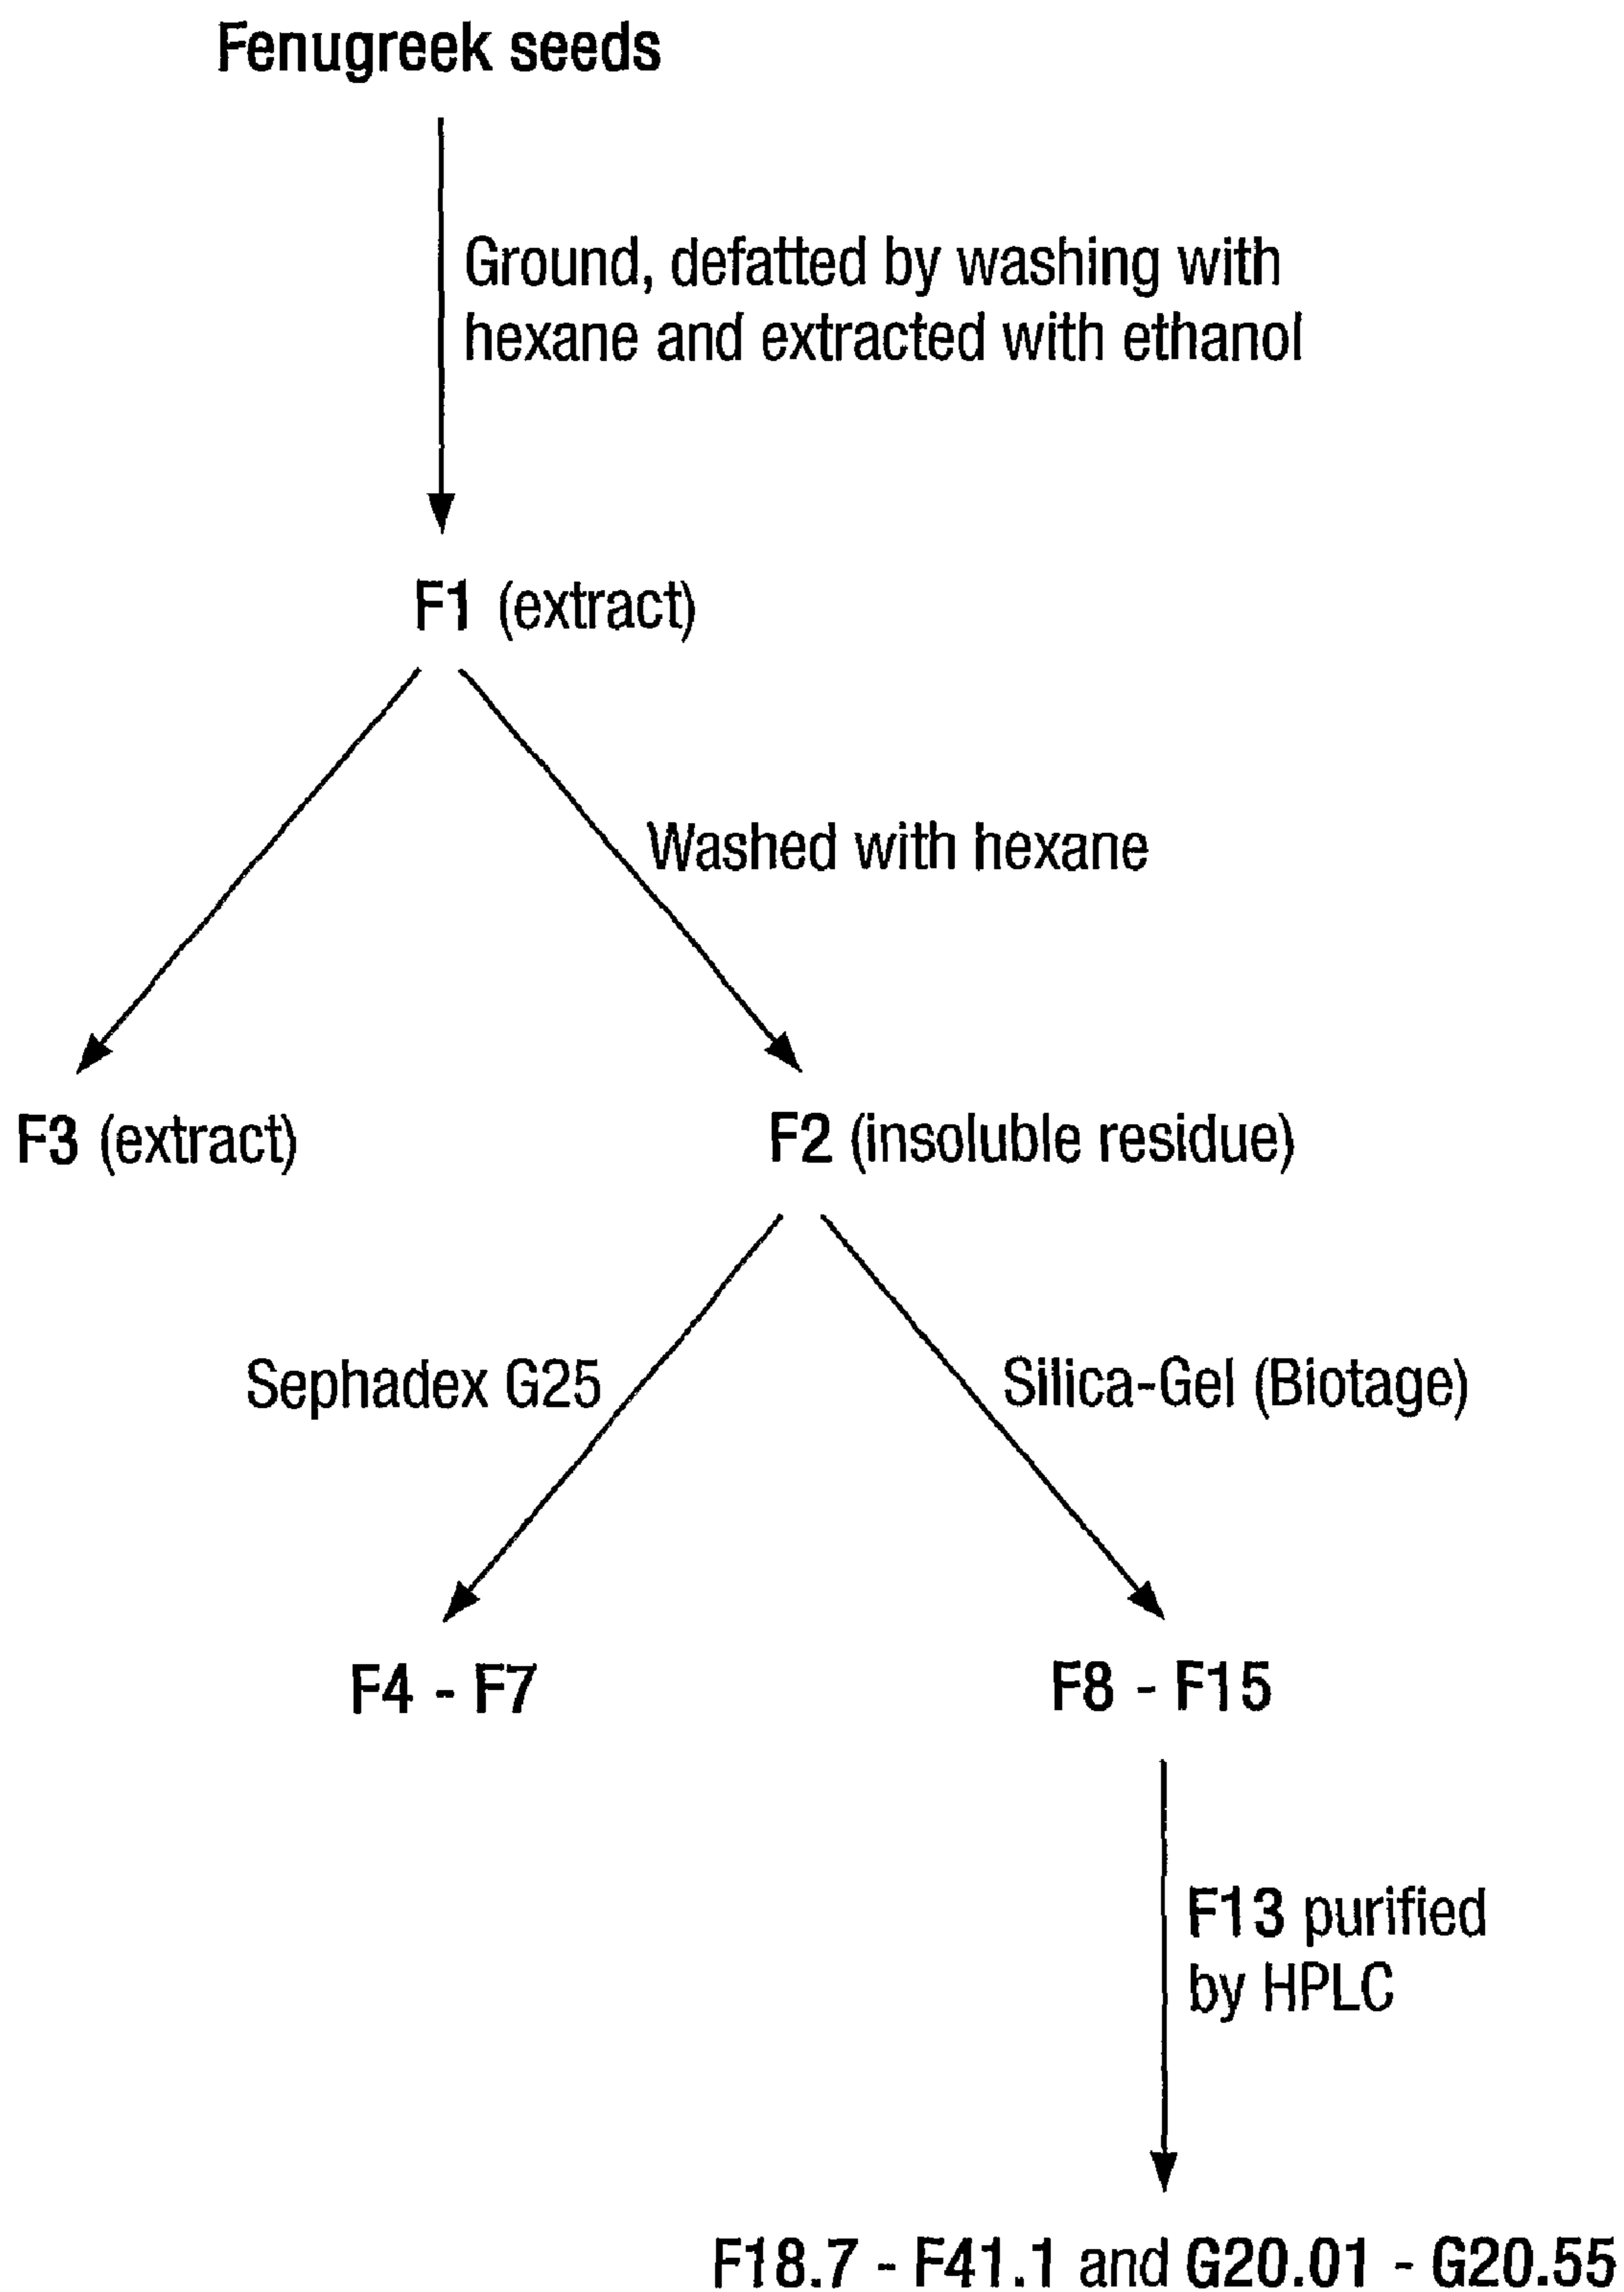 Fenugreek seeds
Ground, defatted by washing with
hexane and extracted with ethanol
F1 (extract)
Washed with hexane
F3 (extract)
F2 (insoluble residue)
Sephadex G25
Silica-Gel (Biotage)
F4 - F7
F8 - F15
F13 purified
by HPLC
F18.7 - F41.1 and G20.01 - G20.55